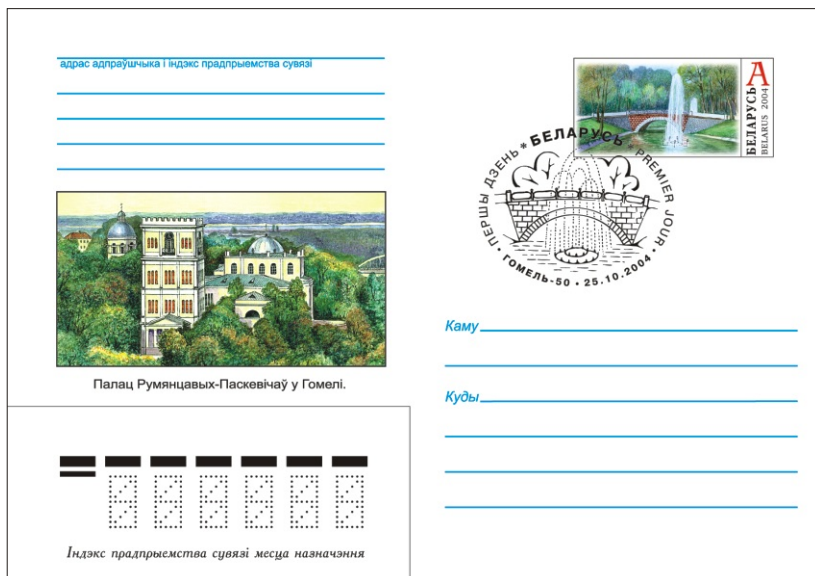 адрас адпраўшчыка і індэкс прадпрыемства сувязі
А
БЕЛАРУСЬ
BELARUS 2004
ПЕРШЫ ДЗЕНЬ * БЕЛАРУСЬ * PREMIER JOUR
• ГОМЕЛЬ-50 • 25.10.2004 •
Палац Румянцавых-Паскевічаў у Гомелі.
Каму
Куды
Індэкс прадпрыемства сувязі месца назначэння